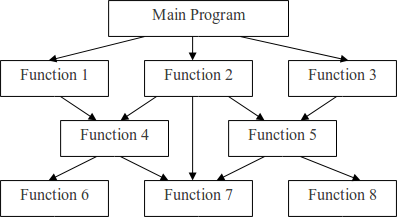 Main Program
Function 1
Function 2
Function 3
Function 4
Function 5
Function 6
Function 7
Function 8